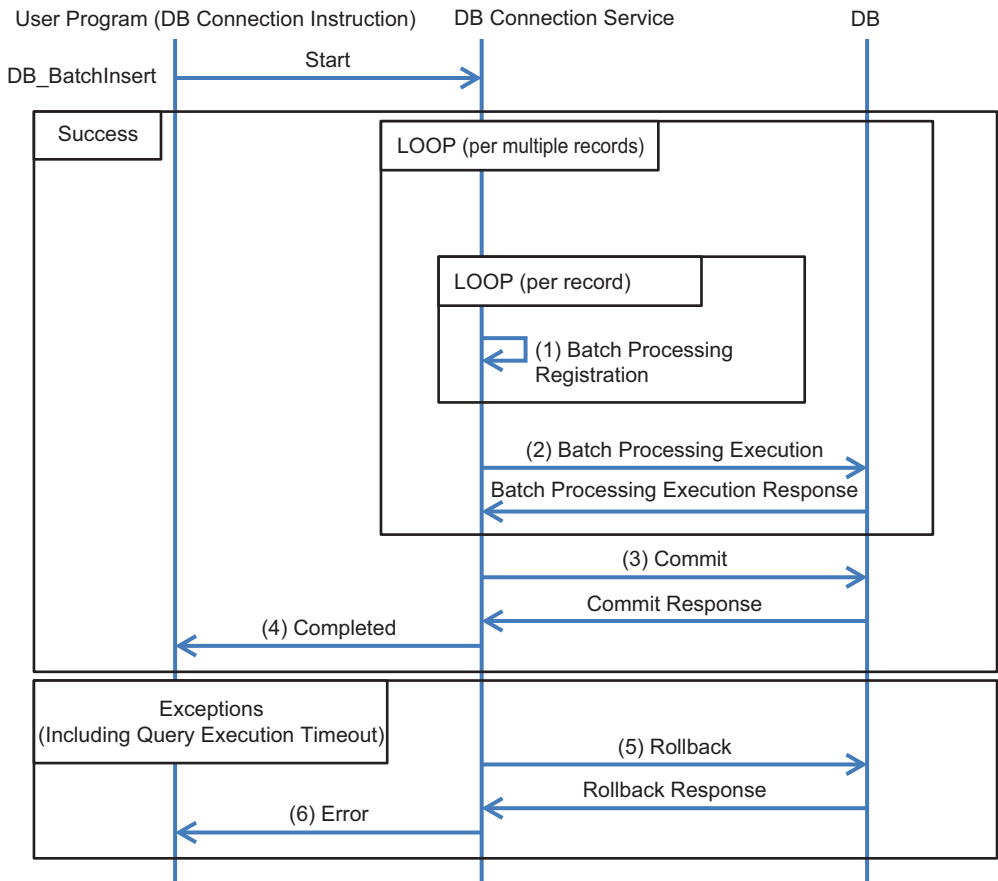 User Program (DB Connection Instruction)
DB Connection Service
DB
Start
DB_BatchInsert
Success
LOOP (per multiple records)
LOOP (per record)
(1) Batch Processing
Registration
(2) Batch Processing Execution
Batch Processing Execution Response
(3) Commit
Commit Response
(4) Completed
Exceptions
(Including Query Execution Timeout)
(5) Rollback
Rollback Response
(6) Error